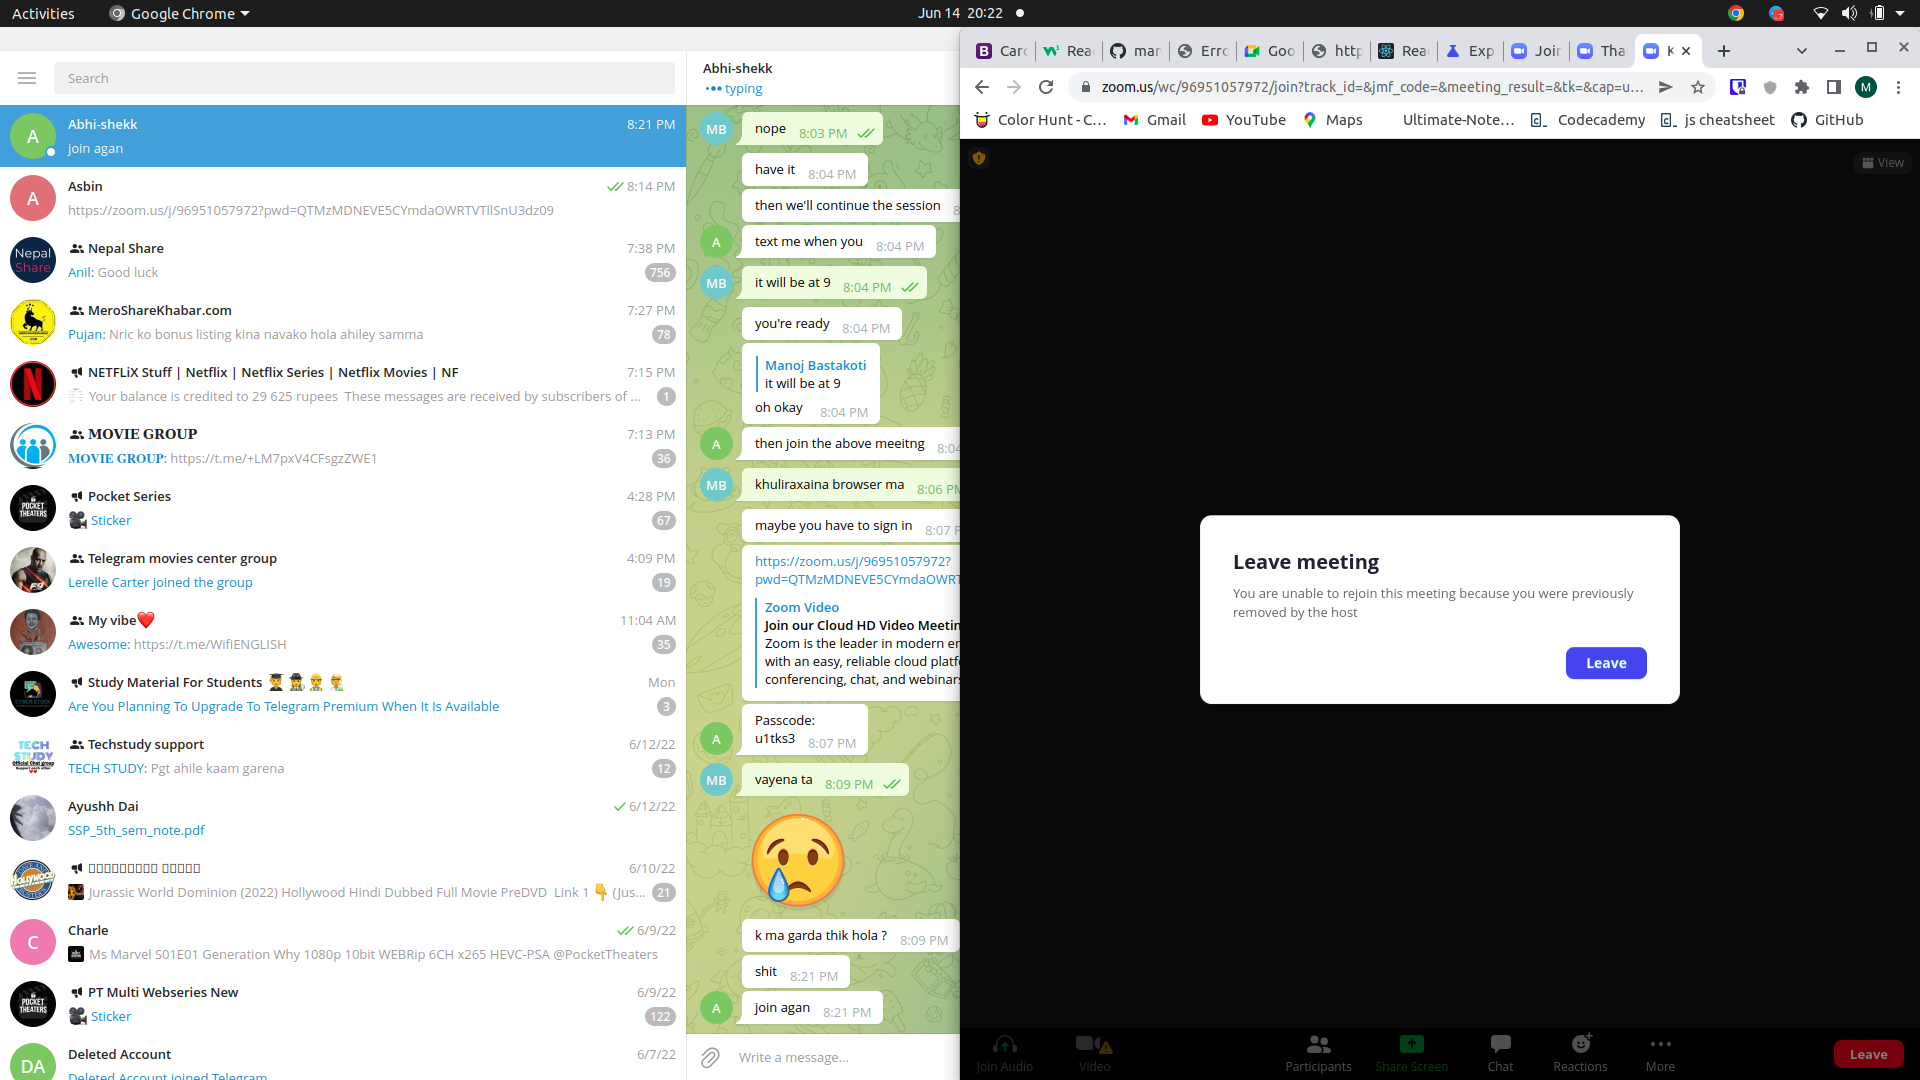 Activities
Google Chrome
Jun 14 20:22
Search
Abhi-shekk
8:21 PM
join agan
Asbin
8:14 PM
https://zoom.us/j/96951057972?pwd=QTMzMDNEVE5CYmdaOWRTVTllSnU3dz09
Nepal Share
Nepal Share
7:38 PM
Anil: Good luck
756
MeroShareKhabar.com
7:27 PM
Pujan: Nric ko bonus listing kina navako hola ahiley samma
78
NETFLiX Stuff | Netflix | Netflix Series | Netflix Movies | NF
7:15 PM
Your balance is credited to 29 625 rupees These messages are received by subscribers of ...
1
MOVIE GROUP
7:13 PM
MOVIE GROUP: https://t.me/+LM7pxV4CFsgzZWE1
36
POCKET THEATERS
Pocket Series
4:28 PM
Sticker
67
Telegram movies center group
4:09 PM
Lerelle Carter joined the group
19
My vibe❤️
11:04 AM
Awesome: https://t.me/WifiENGLISH
35
Study Material For Students
Mon
Are You Planning To Upgrade To Telegram Premium When It Is Available
3
TECH STUDY
Techstudy support
6/12/22
TECH STUDY: Pgt ahile kaam garena
12
Ayushh Dai
6/12/22
SSP_5th_sem_note.pdf
6/10/22
Jurassic World Dominion (2022) Hollywood Hindi Dubbed Full Movie PreDVD Link 1 👇 (Jus...
21
C
Charle
6/9/22
Ms Marvel S01E01 Generation Why 1080p 10bit WEBRip 6CH x265 HEVC-PSA @PocketTheaters
POCKET THEATERS
PT Multi Webseries New
6/9/22
Sticker
122
DA
Deleted Account
6/7/22
Deleted Account joined Telegram
Abhi-shekk
typing
MB
nope 8:03 PM
have it 8:04 PM
then we'll continue the session 8
A
text me when you 8:04 PM
MB
it will be at 9 8:04 PM
you're ready 8:04 PM
Manoj Bastakoti
it will be at 9
oh okay 8:04 PM
A
then join the above meeitng 8:04
MB
khuliraxaina browser ma 8:06 PM
maybe you have to sign in 8:07 P
https://zoom.us/j/96951057972?
pwd=QTMzMDNEVE5CYmdaOWRT
Zoom Video
Join our Cloud HD Video Meetin
Zoom is the leader in modern en
with an easy, reliable cloud platfo
conferencing, chat, and webinars
Passcode:
A
u1tks3 8:07 PM
MB
vayena ta 8:09 PM
k ma garda thik hola ? 8:09 PM
shit 8:21 PM
A
join agan 8:21 PM
Write a message...
Carc
Rea
mar
Erro
Goo
http
Rea
Exp
Join
Tha
K
zoom.us/wc/96951057972/join?track_id=&jmf_code=&meeting_result=&tk=&cap=u...
M
Color Hunt - C...
Gmail
YouTube
Maps
Ultimate-Note...
Codecademy
js cheatsheet
GitHub
View
Leave meeting
You are unable to rejoin this meeting because you were previously
removed by the host
Leave
Join Audio
Video
Participants
Share Screen
Chat
Reactions
More
Leave